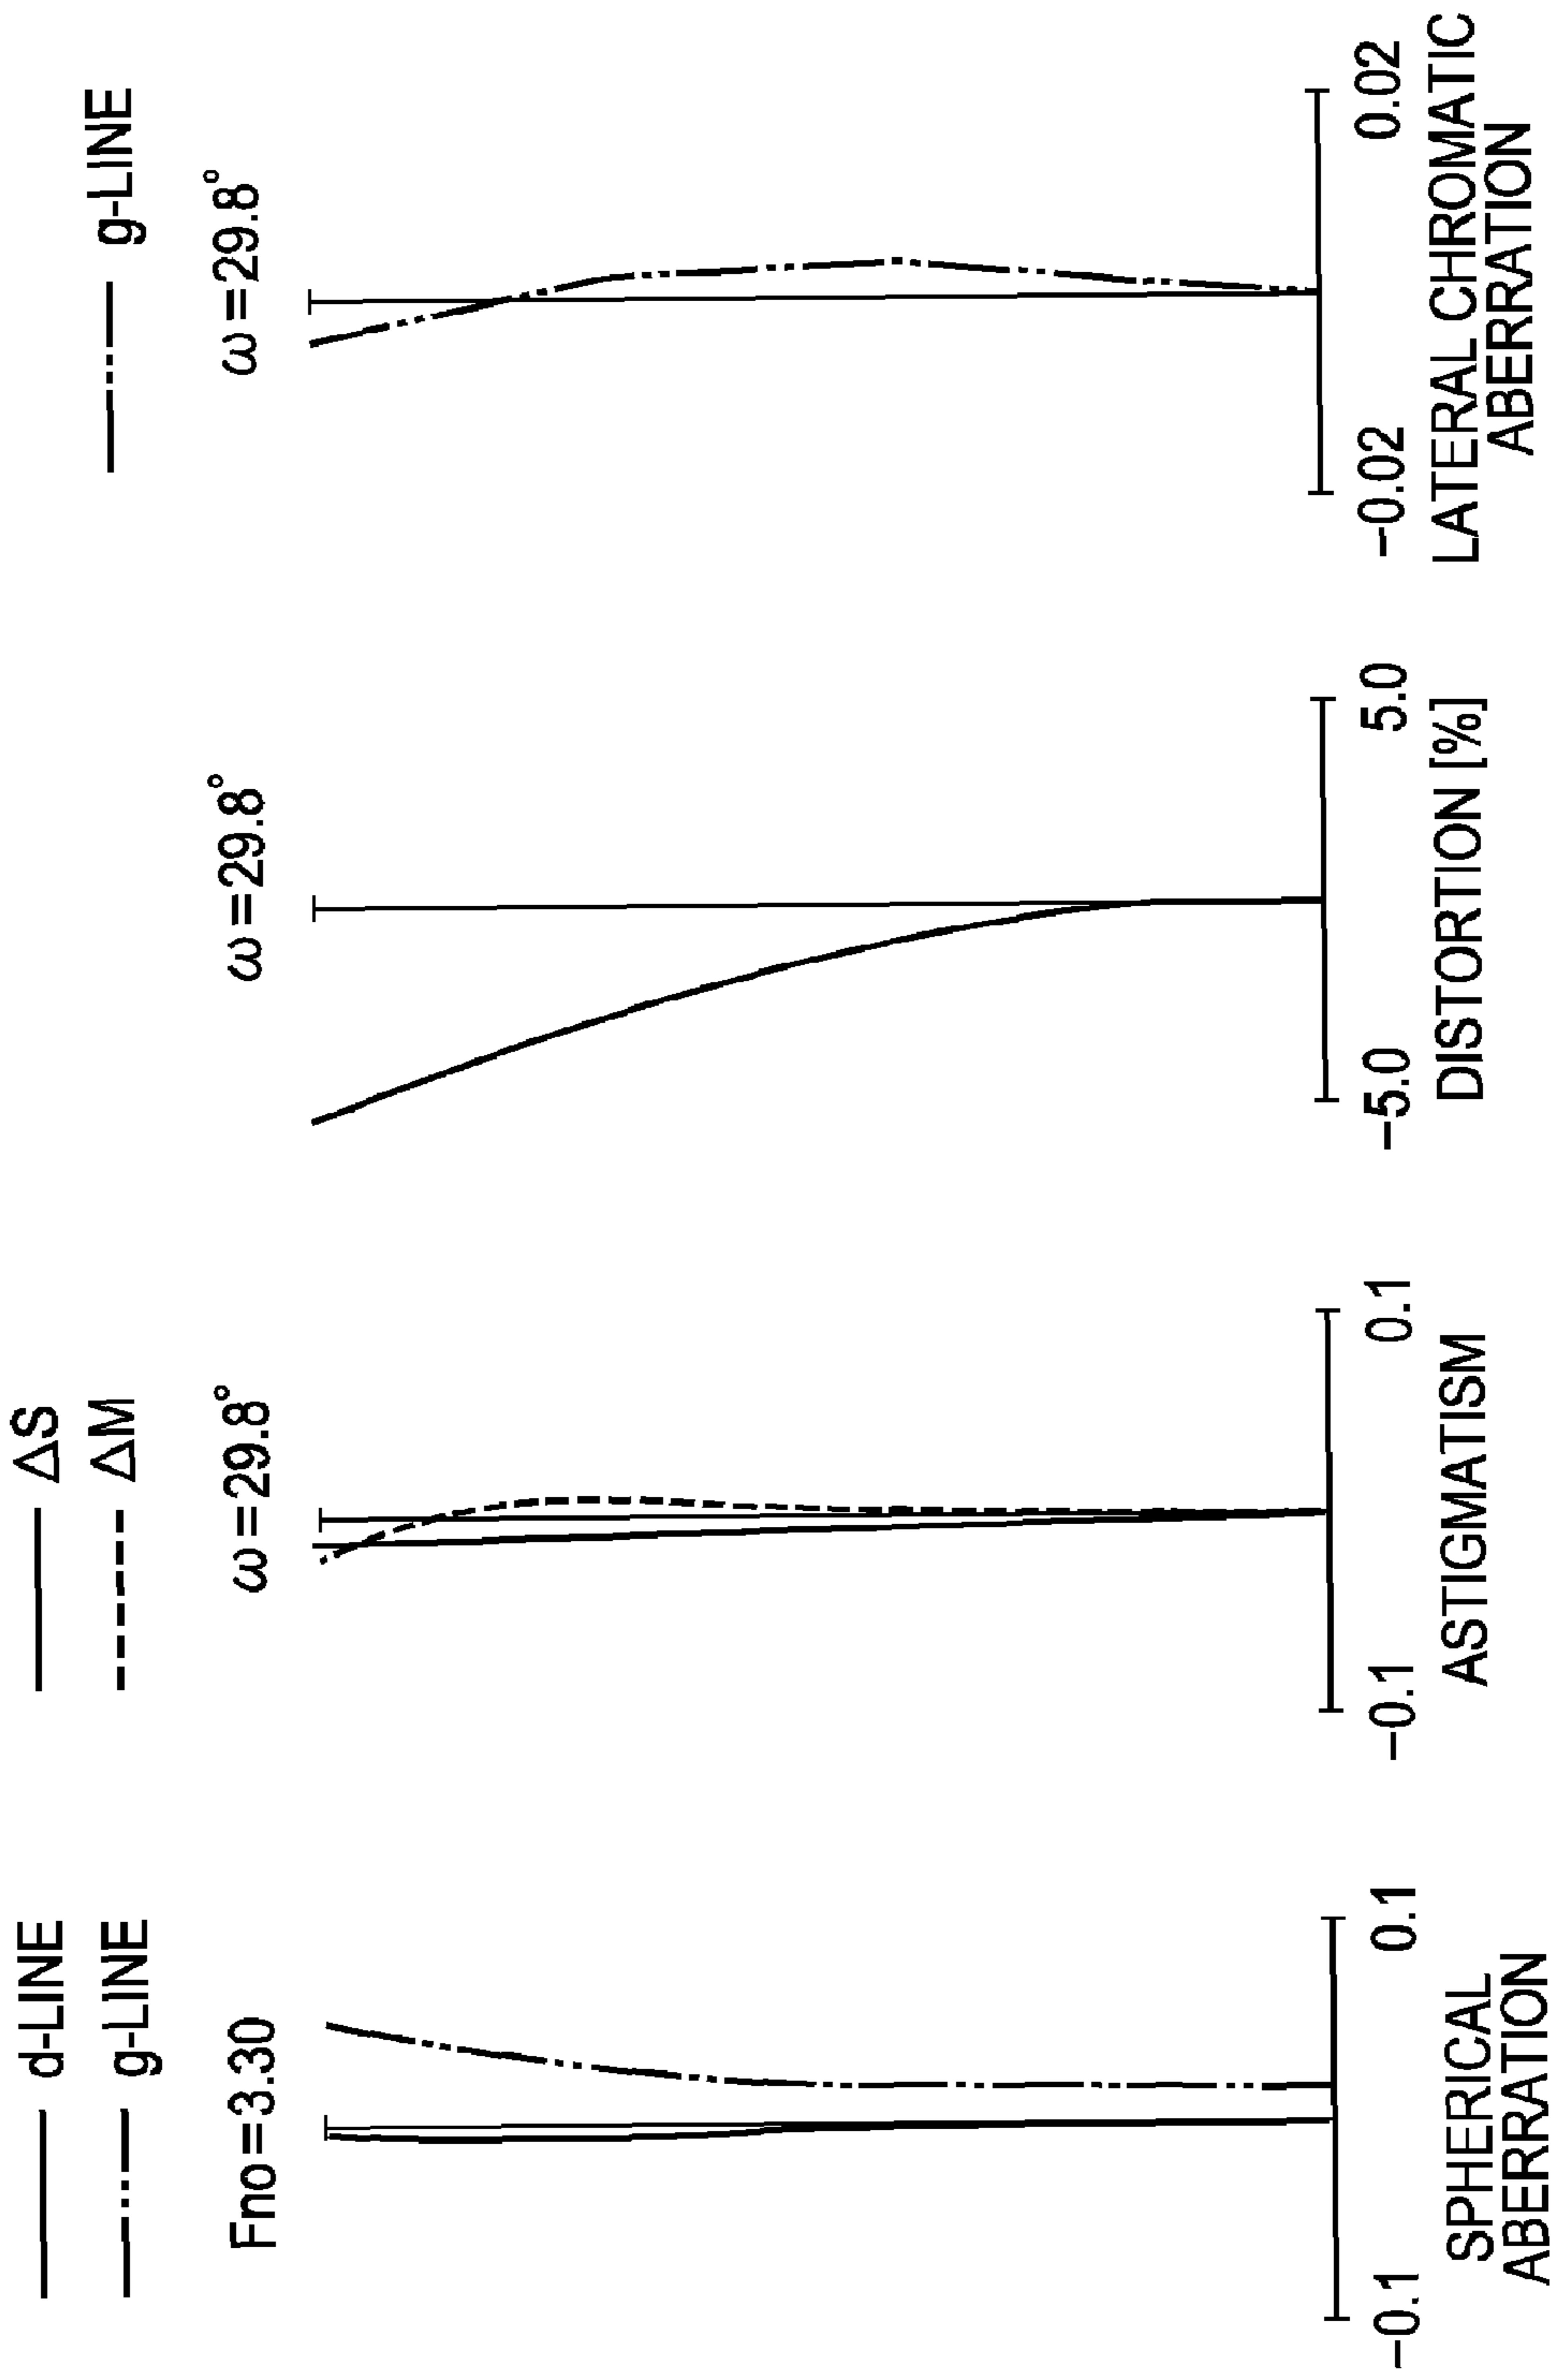 d-LINE
g-LINE
Fno=3.30
-0.1
0.1
SPHERICAL
ABERRATION
ΔS
ΔM
ω=29.8°
-0.1
0.1
ASTIGMATISM
ω=29.8°
-5.0
5.0
DISTORTION [%]
g-LINE
ω=29.8°
-0.02
0.02
LATERAL CHROMATIC
ABERRATION